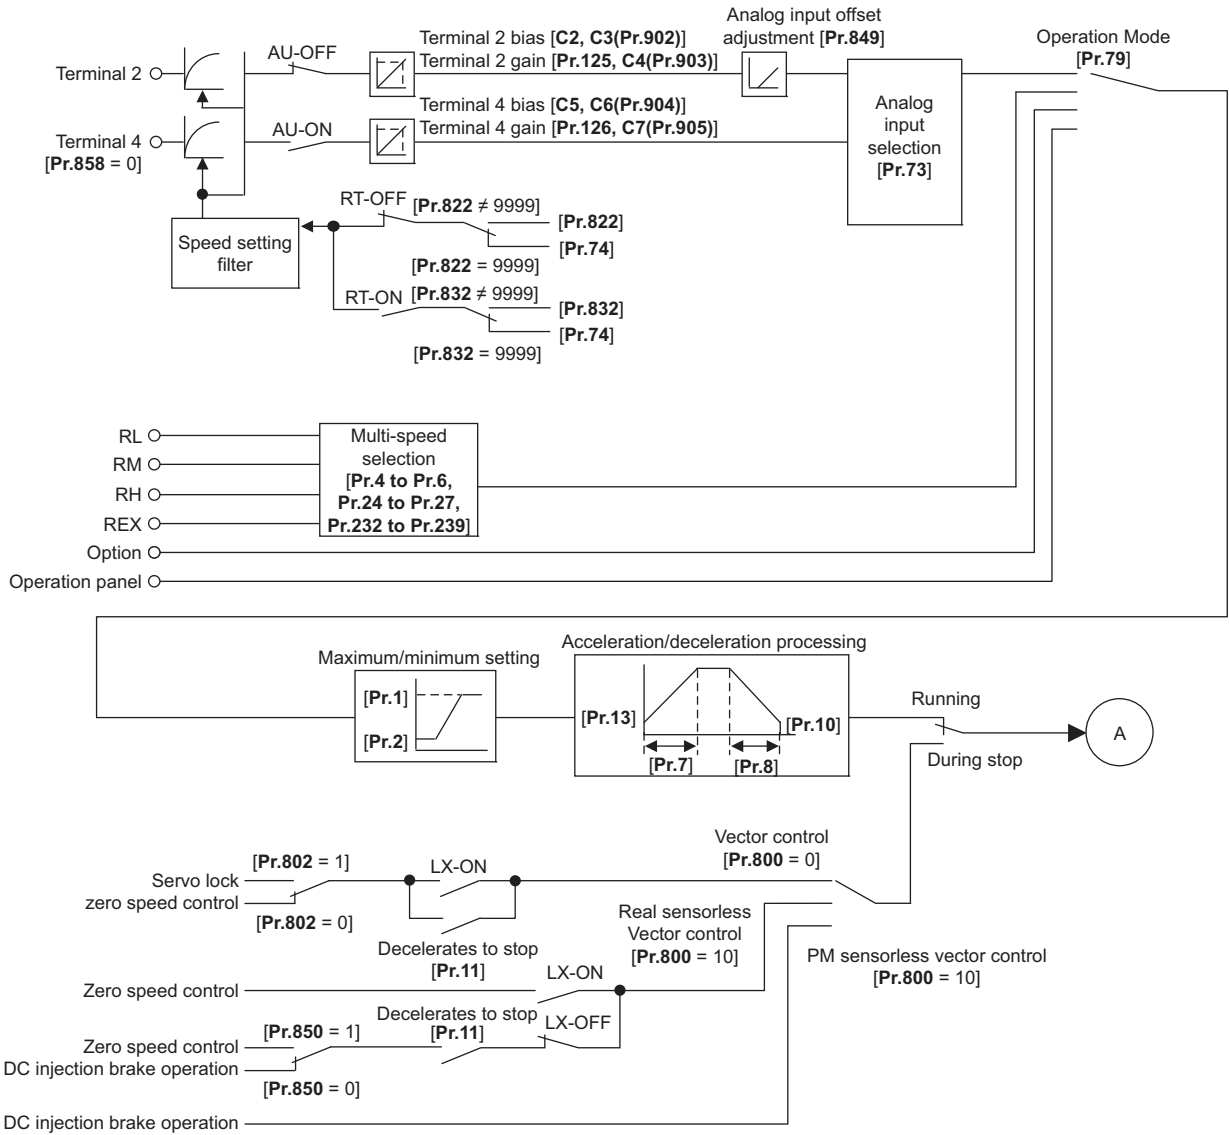 Analog input offset
adjustment [Pr.849]
Terminal 2 bias [C2, C3(Pr.902)]
Terminal 2 gain [Pr.125, C4(Pr.903)]
Operation Mode
[Pr.79]
AU-OFF
Terminal 2
Terminal 4 bias [C5, C6(Pr.904)]
Terminal 4 gain [Pr.126, C7(Pr.905)]
AU-ON
Terminal 4
[Pr.858 = 0]
Analog
input
selection
[Pr.73]
RT-OFF
[Pr.822 ≠ 9999]
[Pr.822]
[Pr.74]
[Pr.822 = 9999]
Speed setting
filter
RT-ON
[Pr.832 ≠ 9999]
[Pr.832]
[Pr.74]
[Pr.832 = 9999]
RL
RM
RH
REX
Multi-speed
selection
[Pr.4 to Pr.6,
Pr.24 to Pr.27,
Pr.232 to Pr.239]
Option
Operation panel
Maximum/minimum setting
[Pr.1]
[Pr.2]
Acceleration/deceleration processing
[Pr.13]
[Pr.10]
[Pr.7]
[Pr.8]
Running
During stop
A
Vector control
[Pr.800 = 0]
[Pr.802 = 1]
LX-ON
Servo lock
zero speed control
[Pr.802 = 0]
Decelerates to stop
[Pr.11]
Real sensorless
Vector control
[Pr.800 = 10]
PM sensorless vector control
[Pr.800 = 10]
LX-ON
Zero speed control
Decelerates to stop
[Pr.11]
LX-OFF
[Pr.850 = 1]
Zero speed control
DC injection brake operation
[Pr.850 = 0]
DC injection brake operation